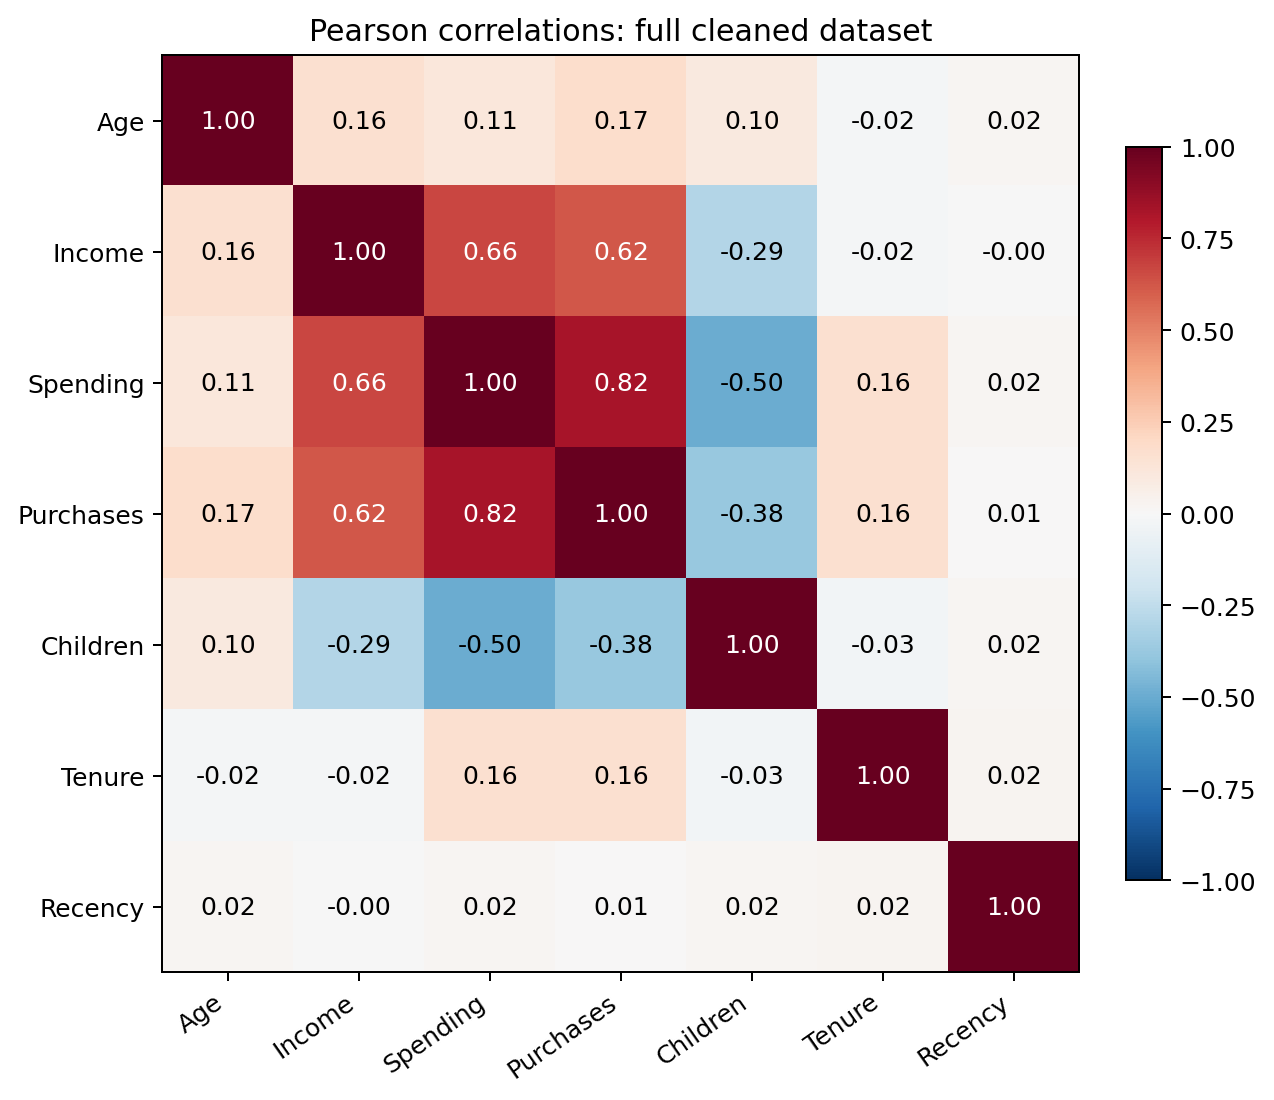 Pearson correlations: full cleaned dataset
Age 1.00 0.16 0.11 0.17 0.10 -0.02 0.02
Income 0.16 1.00 0.66 0.62 -0.29 -0.02 -0.00
Spending 0.11 0.66 1.00 0.82 -0.50 0.16 0.02
Purchases 0.17 0.62 0.82 1.00 -0.38 0.16 0.01
Children 0.10 -0.29 -0.50 -0.38 1.00 -0.03 0.02
Tenure -0.02 -0.02 0.16 0.16 -0.03 1.00 0.02
Recency 0.02 -0.00 0.02 0.01 0.02 0.02 1.00
Age Income Spending Purchases Children Tenure Recency
1.00
0.75
0.50
0.25
0.00
−0.25
−0.50
−0.75
−1.00